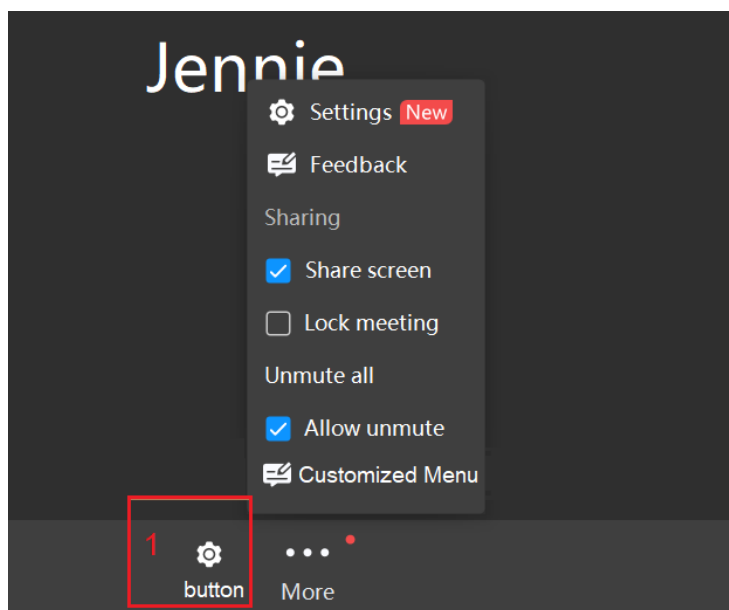 Jennie
Settings New
Feedback
Sharing
Share screen
Lock meeting
Unmute all
Allow unmute
Customized Menu
1
button
More